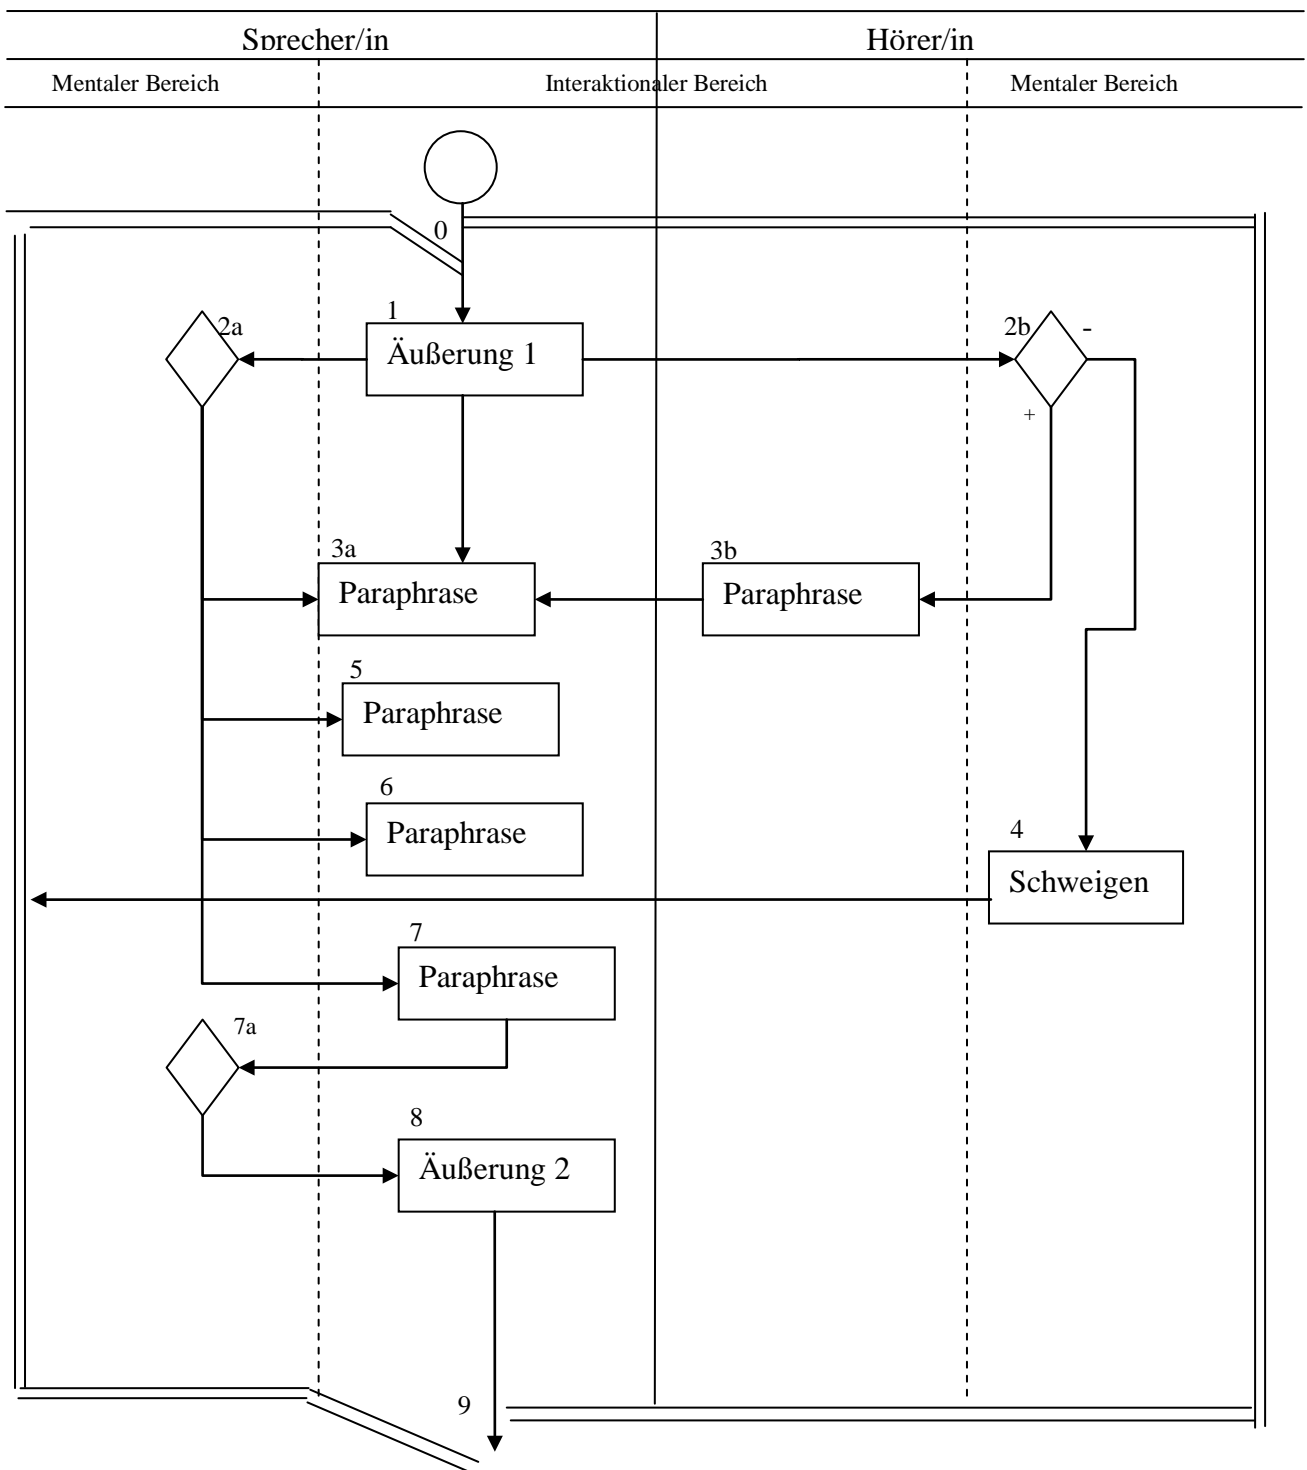 Sprecher/in Hörer/in
Mentaler Bereich Interaktionaler Bereich Mentaler Bereich
0
1
2a Äußerung 1 2b -
+
3a 3b
Paraphrase Paraphrase
5
Paraphrase
6
Paraphrase
4
Schweigen
7
Paraphrase
7a
8
Äußerung 2
9